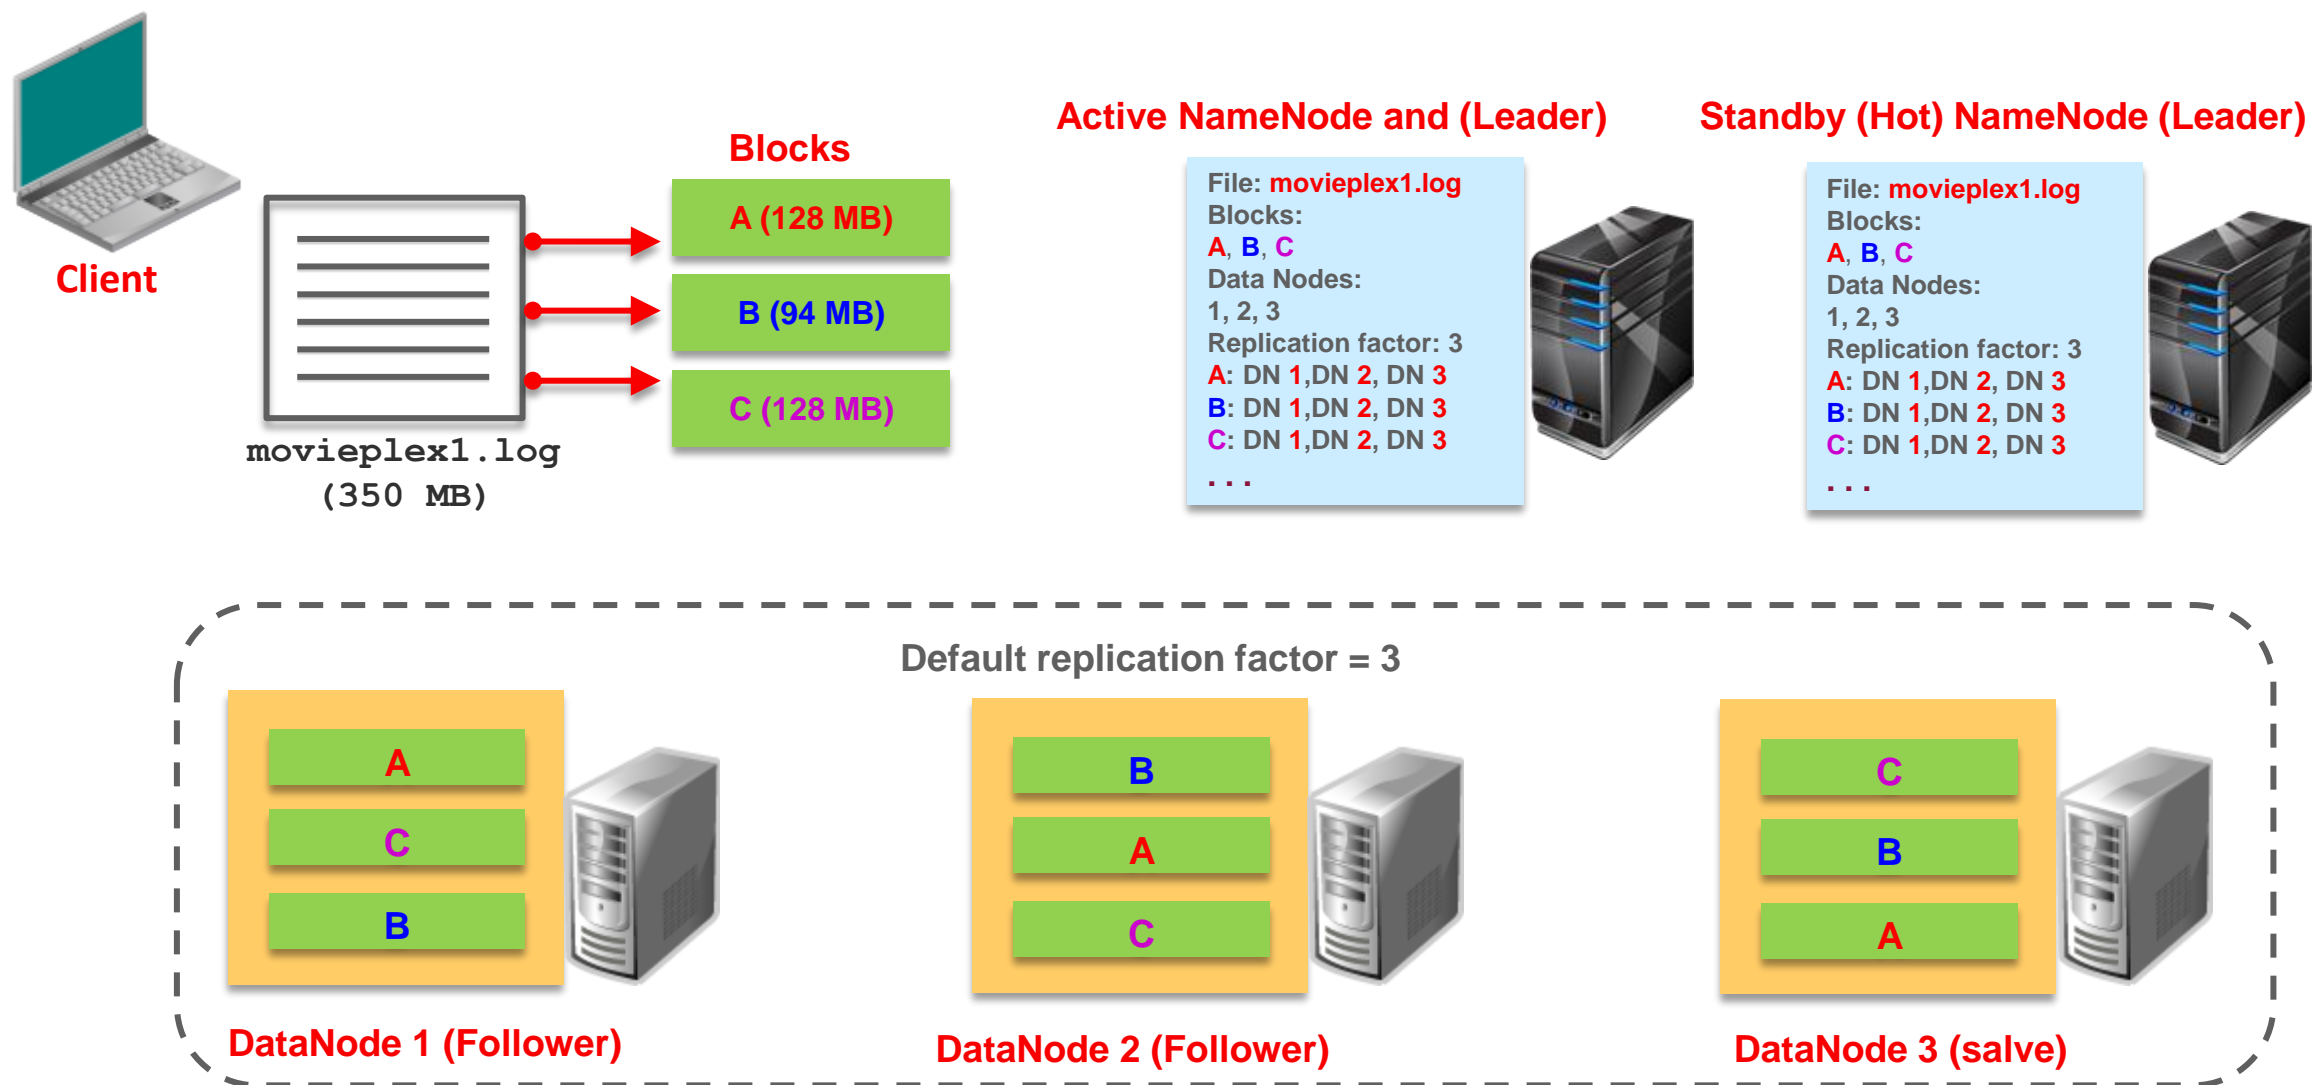 Client
movieplex1.log
(350 MB)
Blocks
A (128 MB)
B (94 MB)
C (128 MB)
Active NameNode and (Leader)
File: movieplex1.log
Blocks:
A, B, C
Data Nodes:
1, 2, 3
Replication factor: 3
A: DN 1,DN 2, DN 3
B: DN 1,DN 2, DN 3
C: DN 1,DN 2, DN 3
. . .
Standby (Hot) NameNode (Leader)
File: movieplex1.log
Blocks:
A, B, C
Data Nodes:
1, 2, 3
Replication factor: 3
A: DN 1,DN 2, DN 3
B: DN 1,DN 2, DN 3
C: DN 1,DN 2, DN 3
. . .
Default replication factor = 3
A
C
B
DataNode 1 (Follower)
B
A
C
DataNode 2 (Follower)
C
B
A
DataNode 3 (salve)